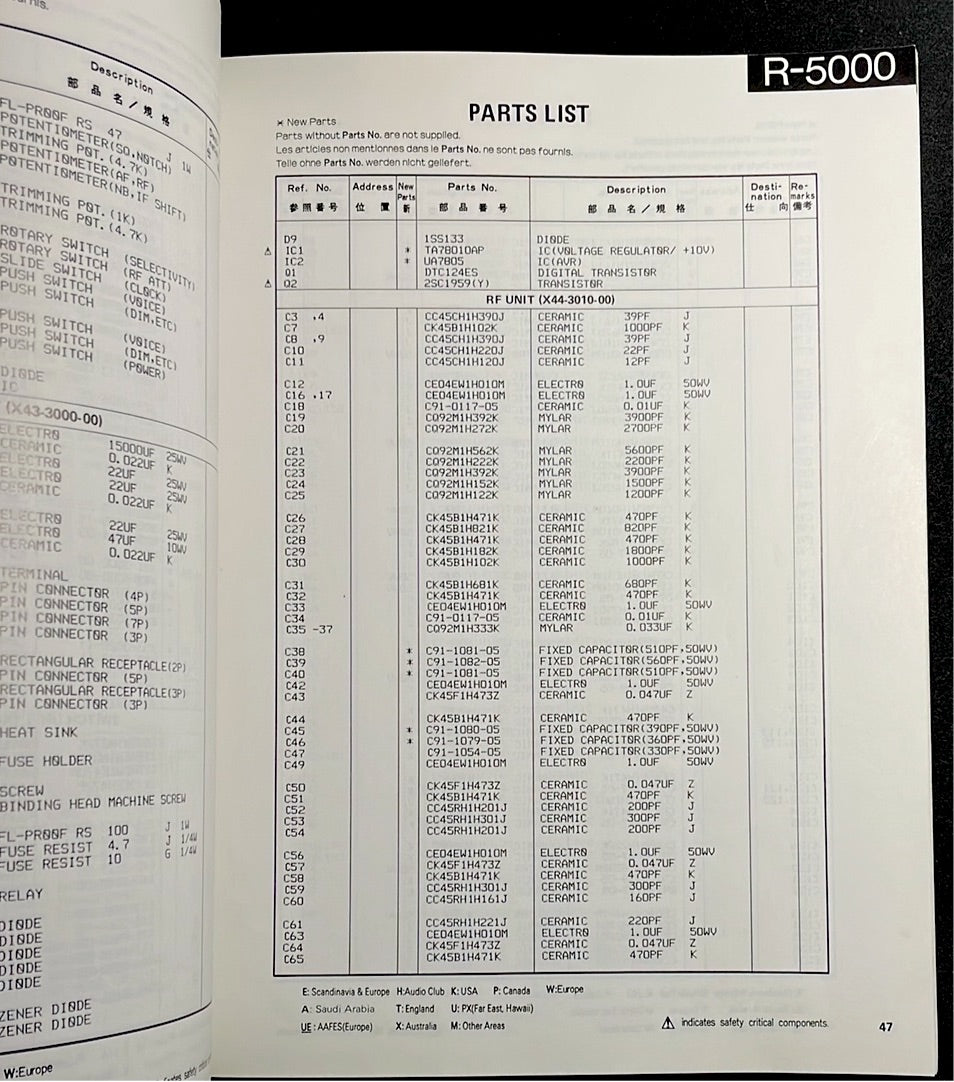 rnis.
Description
部 品 名 / 規 格
FL-PROOF RS 47 J 1W
POTENTIOMETER(SQ,NOTCH)
TRIMMING POT.(4.7K)
POTENTIOMETER(AF,RF)
POTENTIOMETER(NB,IF SHIFT)
TRIMMING POT.(1K)
TRIMMING POT.(4.7K)
ROTARY SWITCH (SELECTIVITY)
ROTARY SWITCH (RF ATT)
SLIDE SWITCH (CLOCK)
PUSH SWITCH (VOICE)
PUSH SWITCH (DIM,ETC)
PUSH SWITCH (VOICE)
PUSH SWITCH (DIM,ETC)
PUSH SWITCH (POWER)
DIODE
IC
(X43-3000-00)
ELECTRO 15000UF 25WV
CERAMIC 0.022UF K
ELECTRO 22UF 25WV
ELECTRO 22UF 25WV
CERAMIC 0.022UF K
ELECTRO 22UF 25WV
ELECTRO 47UF 10WV
CERAMIC 0.022UF K
TERMINAL
PIN CONNECTOR (4P)
PIN CONNECTOR (5P)
PIN CONNECTOR (7P)
PIN CONNECTOR (3P)
RECTANGULAR RECEPTACLE(2P)
PIN CONNECTOR (5P)
RECTANGULAR RECEPTACLE(3P)
PIN CONNECTOR (3P)
HEAT SINK
FUSE HOLDER
SCREW
BINDING HEAD MACHINE SCREW
FL-PROOF RS 100 J 1W
FUSE RESIST 4.7 J 1/4W
FUSE RESIST 10 G 1/4W
RELAY
DIODE
DIODE
DIODE
DIODE
DIODE
ZENER DIODE
ZENER DIODE
W:Europe
R-5000
PARTS LIST
✳ New Parts
Parts without Parts No. are not supplied.
Les articles non mentionnes dans le Parts No. ne sont pas fournis.
Teile ohne Parts No. werden nicht geliefert.
Ref. No. Address New Parts Parts No. Description Desti- nation Re- marks
参 照 番 号 位 置 新 部 品 番 号 部 品 名 / 規 格 仕 向 備考
D9 1SS133 DIODE
⚠ IC1 * TA78010AP IC(VOLTAGE REGULATOR/ +10V)
IC2 * UA7805 IC(AVR)
Q1 DTC124ES DIGITAL TRANSISTOR
⚠ Q2 2SC1959(Y) TRANSISTOR
RF UNIT (X44-3010-00)
C3 ,4 CC45CH1H390J CERAMIC 39PF J
C7 CK45B1H102K CERAMIC 1000PF K
C8 ,9 CC45CH1H390J CERAMIC 39PF J
C10 CC45CH1H220J CERAMIC 22PF J
C11 CC45CH1H120J CERAMIC 12PF J
C12 CE04EW1H010M ELECTRO 1.0UF 50WV
C16 ,17 CE04EW1H010M ELECTRO 1.0UF 50WV
C18 C91-0117-05 CERAMIC 0.01UF K
C19 CQ92M1H392K MYLAR 3900PF K
C20 CQ92M1H272K MYLAR 2700PF K
C21 CQ92M1H562K MYLAR 5600PF K
C22 CQ92M1H222K MYLAR 2200PF K
C23 CQ92M1H392K MYLAR 3900PF K
C24 CQ92M1H152K MYLAR 1500PF K
C25 CQ92M1H122K MYLAR 1200PF K
C26 CK45B1H471K CERAMIC 470PF K
C27 CK45B1H821K CERAMIC 820PF K
C28 CK45B1H471K CERAMIC 470PF K
C29 CK45B1H182K CERAMIC 1800PF K
C30 CK45B1H102K CERAMIC 1000PF K
C31 CK45B1H681K CERAMIC 680PF K
C32 CK45B1H471K CERAMIC 470PF K
C33 CE04EW1H010M ELECTRO 1.0UF 50WV
C34 C91-0117-05 CERAMIC 0.01UF K
C35 -37 CQ92M1H333K MYLAR 0.033UF K
C38 * C91-1081-05 FIXED CAPACITOR(510PF,50WV)
C39 * C91-1082-05 FIXED CAPACITOR(560PF,50WV)
C40 * C91-1081-05 FIXED CAPACITOR(510PF,50WV)
C42 CE04EW1H010M ELECTRO 1.0UF 50WV
C43 CK45F1H473Z CERAMIC 0.047UF Z
C44 CK45B1H471K CERAMIC 470PF K
C45 * C91-1080-05 FIXED CAPACITOR(390PF,50WV)
C46 * C91-1079-05 FIXED CAPACITOR(360PF,50WV)
C47 C91-1054-05 FIXED CAPACITOR(330PF,50WV)
C49 CE04EW1H010M ELECTRO 1.0UF 50WV
C50 CK45F1H473Z CERAMIC 0.047UF Z
C51 CK45B1H471K CERAMIC 470PF K
C52 CC45RH1H201J CERAMIC 200PF J
C53 CC45RH1H301J CERAMIC 300PF J
C54 CC45RH1H201J CERAMIC 200PF J
C56 CE04EW1H010M ELECTRO 1.0UF 50WV
C57 CK45F1H473Z CERAMIC 0.047UF Z
C58 CK45B1H471K CERAMIC 470PF K
C59 CC45RH1H301J CERAMIC 300PF J
C60 CC45RH1H161J CERAMIC 160PF J
C61 CC45RH1H221J CERAMIC 220PF J
C63 CE04EW1H010M ELECTRO 1.0UF 50WV
C64 CK45F1H473Z CERAMIC 0.047UF Z
C65 CK45B1H471K CERAMIC 470PF K
E: Scandinavia & Europe H:Audio Club K:USA P: Canada W:Europe
A: Saudi Arabia T:England U: PX(Far East, Hawaii)
UE : AAFES(Europe) X: Australia M: Other Areas
⚠ indicates safety critical components.
47